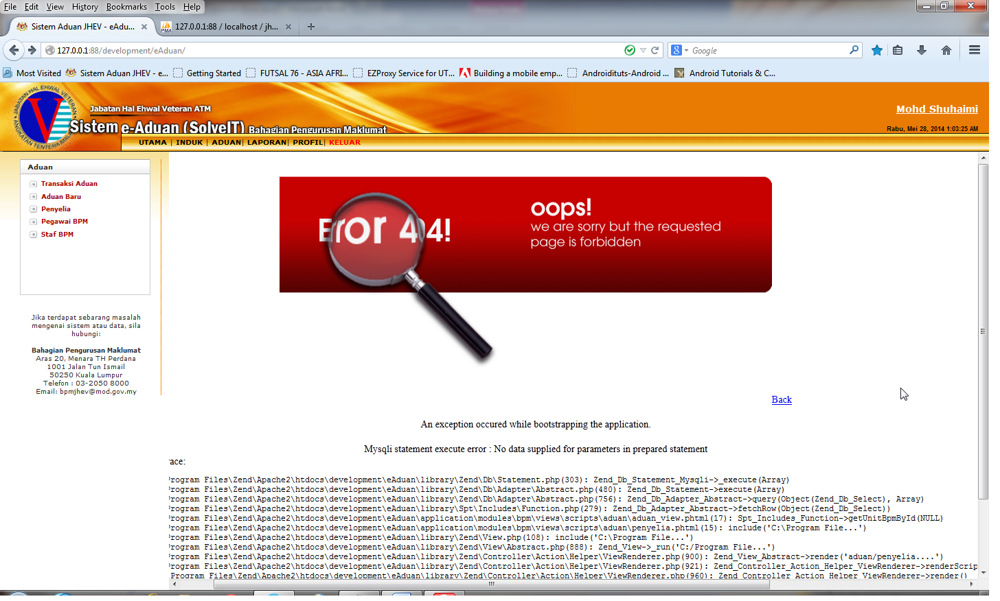 File Edit View History Bookmarks Tools Help
Sistem Aduan JHEV - eAdu...
127.0.0.1:88 / localhost / jh...
127.0.0.1:88/development/eAduan/
Google
Most Visited
Sistem Aduan JHEV - e...
Getting Started
FUTSAL 76 - ASIA AFRI...
EZProxy Service for UT...
Building a mobile emp...
Androidituts-Android ...
Android Tutorials & C...
JABATAN HAL EHWAL VETERAN
ANGKATAN TENTERA
V
Jabatan Hal Ehwal Veteran ATM
Sistem e-Aduan (SolveIT) Bahagian Pengurusan Maklumat
Mohd Shuhaimi
Rabu, Mei 28, 2014 1:03:25 AM
UTAMA | INDUK | ADUAN| LAPORAN| PROFIL| KELUAR
Aduan
Transaksi Aduan
Aduan Baru
Penyelia
Pegawai BPM
Staf BPM
Jika terdapat sebarang masalah
mengenai sistem atau data, sila
hubungi:
Bahagian Pengurusan Maklumat
Aras 20, Menara TH Perdana
1001 Jalan Tun Ismail
50250 Kuala Lumpur
Telefon : 03-2050 8000
Email: bpmjhev@mod.gov.my
Error 404!
oops!
we are sorry but the requested
page is forbidden
Back
An exception occured while bootstrapping the application.
Mysqli statement execute error : No data supplied for parameters in prepared statement
race:
Program Files\Zend\Apache2\htdocs\development\eAduan\library\Zend\Db\Statement.php(303): Zend_Db_Statement_Mysqli->_execute(Array)
Program Files\Zend\Apache2\htdocs\development\eAduan\library\Zend\Db\Adapter\Abstract.php(480): Zend_Db_Statement->execute(Array)
Program Files\Zend\Apache2\htdocs\development\eAduan\library\Zend\Db\Adapter\Abstract.php(756): Zend_Db_Adapter_Abstract->query(Object(Zend_Db_Select), Array)
Program Files\Zend\Apache2\htdocs\development\eAduan\library\Spt\Includes\Function.php(279): Zend_Db_Adapter_Abstract->fetchRow(Object(Zend_Db_Select))
Program Files\Zend\Apache2\htdocs\development\eAduan\application\modules\bpm\views\scripts\aduan\aduan_view.phtml(17): Spt_Includes_Function->getUnitBpmById(NULL)
Program Files\Zend\Apache2\htdocs\development\eAduan\application\modules\bpm\views\scripts\aduan\penyelia.phtml(15): include('C:\Program File...')
Program Files\Zend\Apache2\htdocs\development\eAduan\library\Zend\View.php(108): include('C:\Program File...')
Program Files\Zend\Apache2\htdocs\development\eAduan\library\Zend\View\Abstract.php(888): Zend_View->_run('C:/Program File...')
Program Files\Zend\Apache2\htdocs\development\eAduan\library\Zend\Controller\Action\Helper\ViewRenderer.php(900): Zend_View_Abstract->render('aduan/penyelia....')
Program Files\Zend\Apache2\htdocs\development\eAduan\library\Zend\Controller\Action\Helper\ViewRenderer.php(921): Zend_Controller_Action_Helper_ViewRenderer->renderScrip
Program Files\Zend\Apache2\htdocs\development\eAduan\library\Zend\Controller\Action\Helper\ViewRenderer.php(960): Zend_Controller_Action_Helper_ViewRenderer->render()